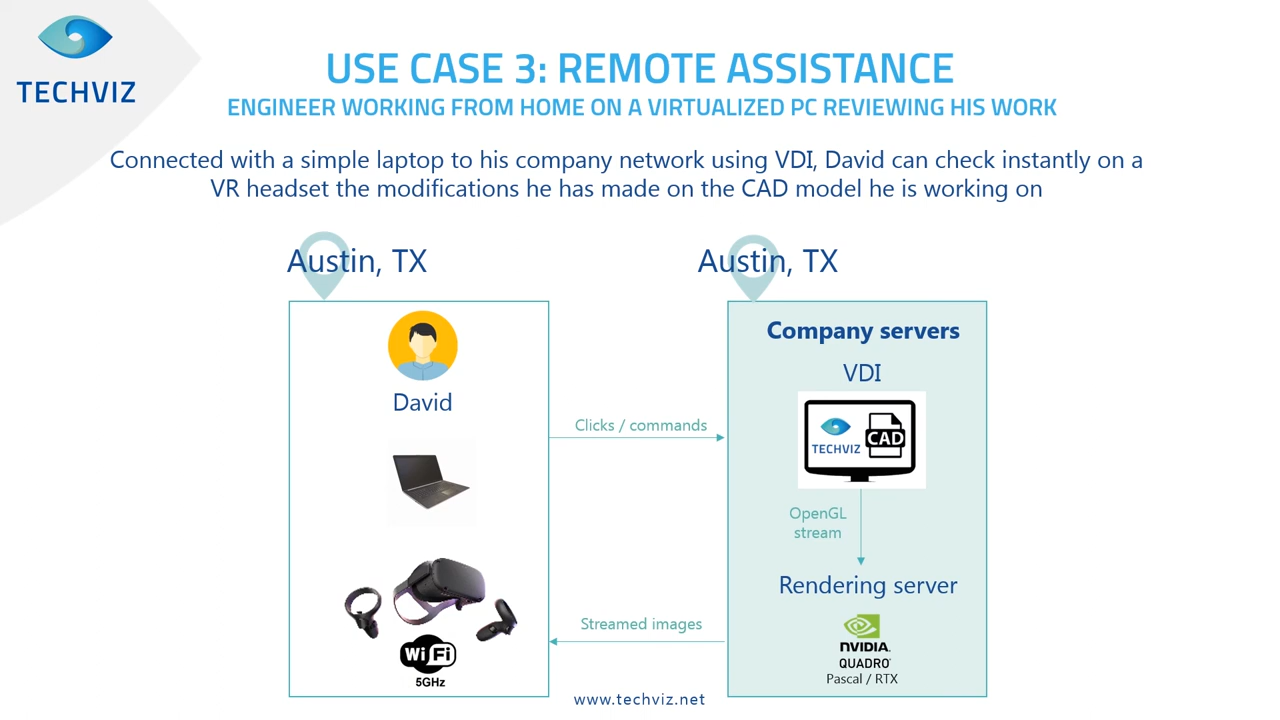 TECHVIZ
USE CASE 3: REMOTE ASSISTANCE
ENGINEER WORKING FROM HOME ON A VIRTUALIZED PC REVIEWING HIS WORK
Connected with a simple laptop to his company network using VDI, David can check instantly on a
VR headset the modifications he has made on the CAD model he is working on
Austin, TX
Austin, TX
David
WiFi
5GHz
Clicks / commands
Streamed images
Company servers
VDI
TECHVIZ
CAD
OpenGL
stream
Rendering server
NVIDIA.
QUADRO
Pascal / RTX
www.techviz.net